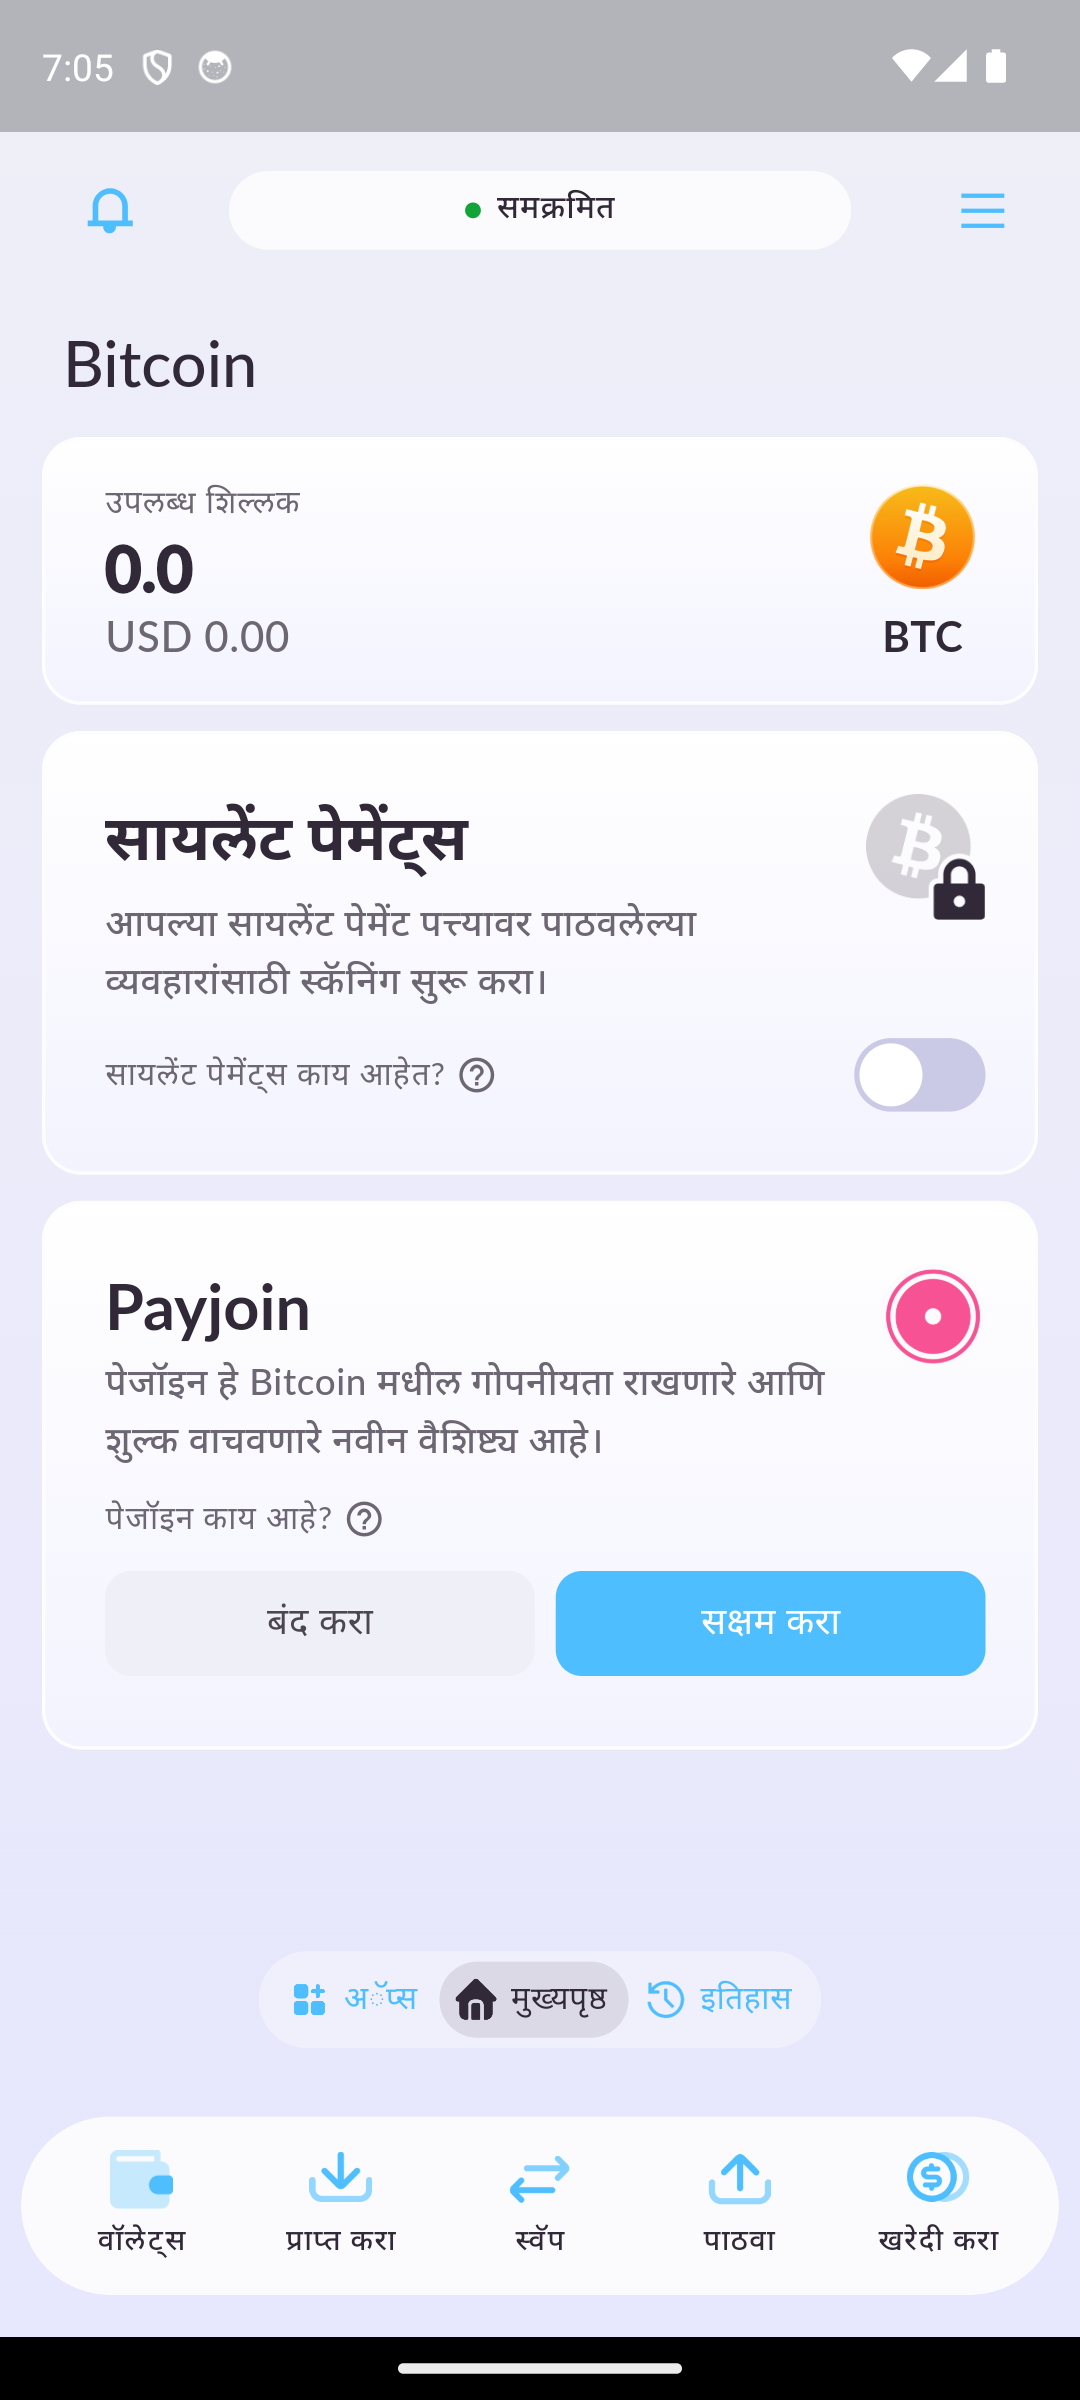 7:05
समक्रमित
Bitcoin
उपलब्ध शिल्लक
0.0
USD 0.00
BTC
सायलेंट पेमेंट्स
आपल्या सायलेंट पेमेंट पत्त्यावर पाठवलेल्या
व्यवहारांसाठी स्कॅनिंग सुरू करा।
सायलेंट पेमेंट्स काय आहेत?
Payjoin
पेजॉइन हे Bitcoin मधील गोपनीयता राखणारे आणि
शुल्क वाचवणारे नवीन वैशिष्ट्य आहे।
पेजॉइन काय आहे?
बंद करा
सक्षम करा
अॅप्स
मुख्यपृष्ठ
इतिहास
वॉलेट्स
प्राप्त करा
स्वॅप
पाठवा
खरेदी करा